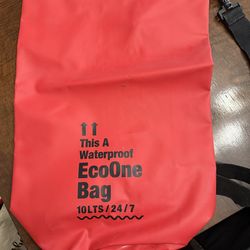 This A
Waterproof
EcoOne
Bag
10LTS/24/7